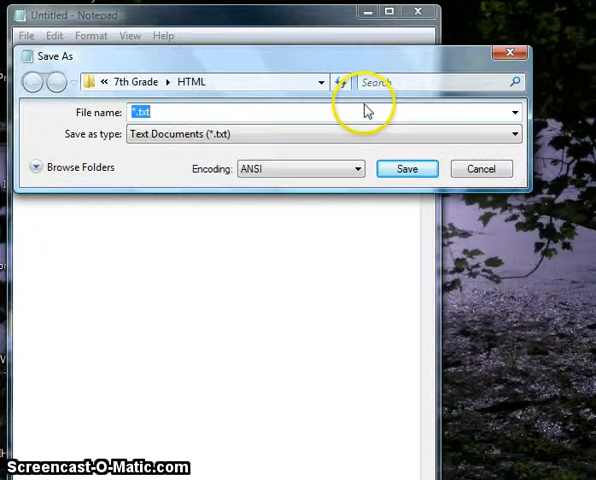 Untitled - Notepad
File Edit Format View Help
Save As
7th Grade HTML Search
File name: *.txt
Save as type: Text Documents (*.txt)
Browse Folders Encoding: ANSI Save Cancel
Screencast-O-Matic.com